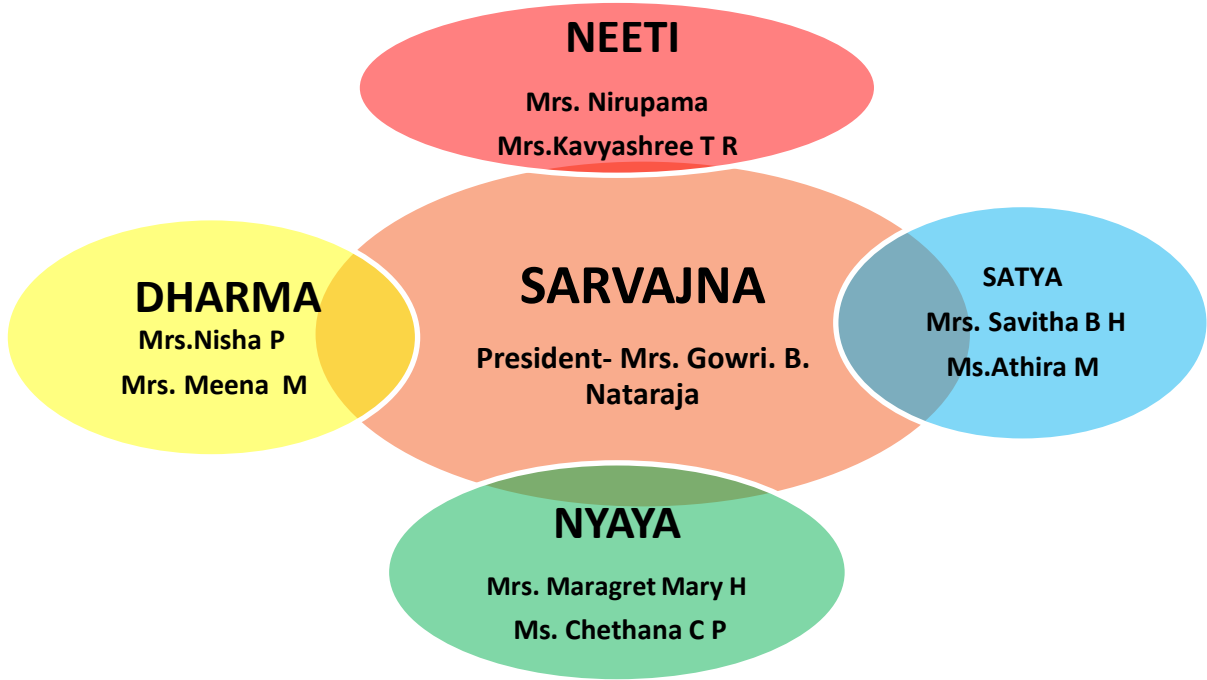 NEETI
Mrs. Nirupama
Mrs.Kavyashree T R
DHARMA
Mrs.Nisha P
Mrs. Meena M
SARVAJNA
President- Mrs. Gowri. B.
Nataraja
SATYA
Mrs. Savitha B H
Ms.Athira M
NYAYA
Mrs. Maragret Mary H
Ms. Chethana C P